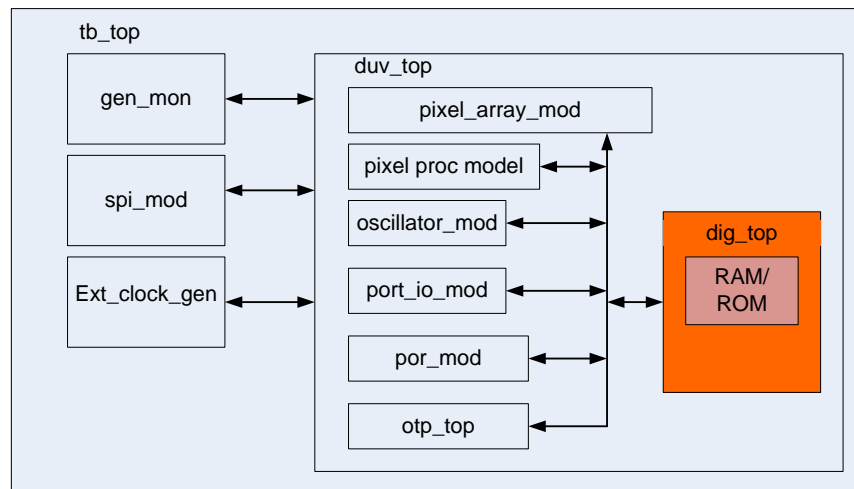 tb_top
gen_mon
spi_mod
Ext_clock_gen
duv_top
pixel_array_mod
pixel proc model
oscillator_mod
port_io_mod
por_mod
otp_top
dig_top
RAM/
ROM